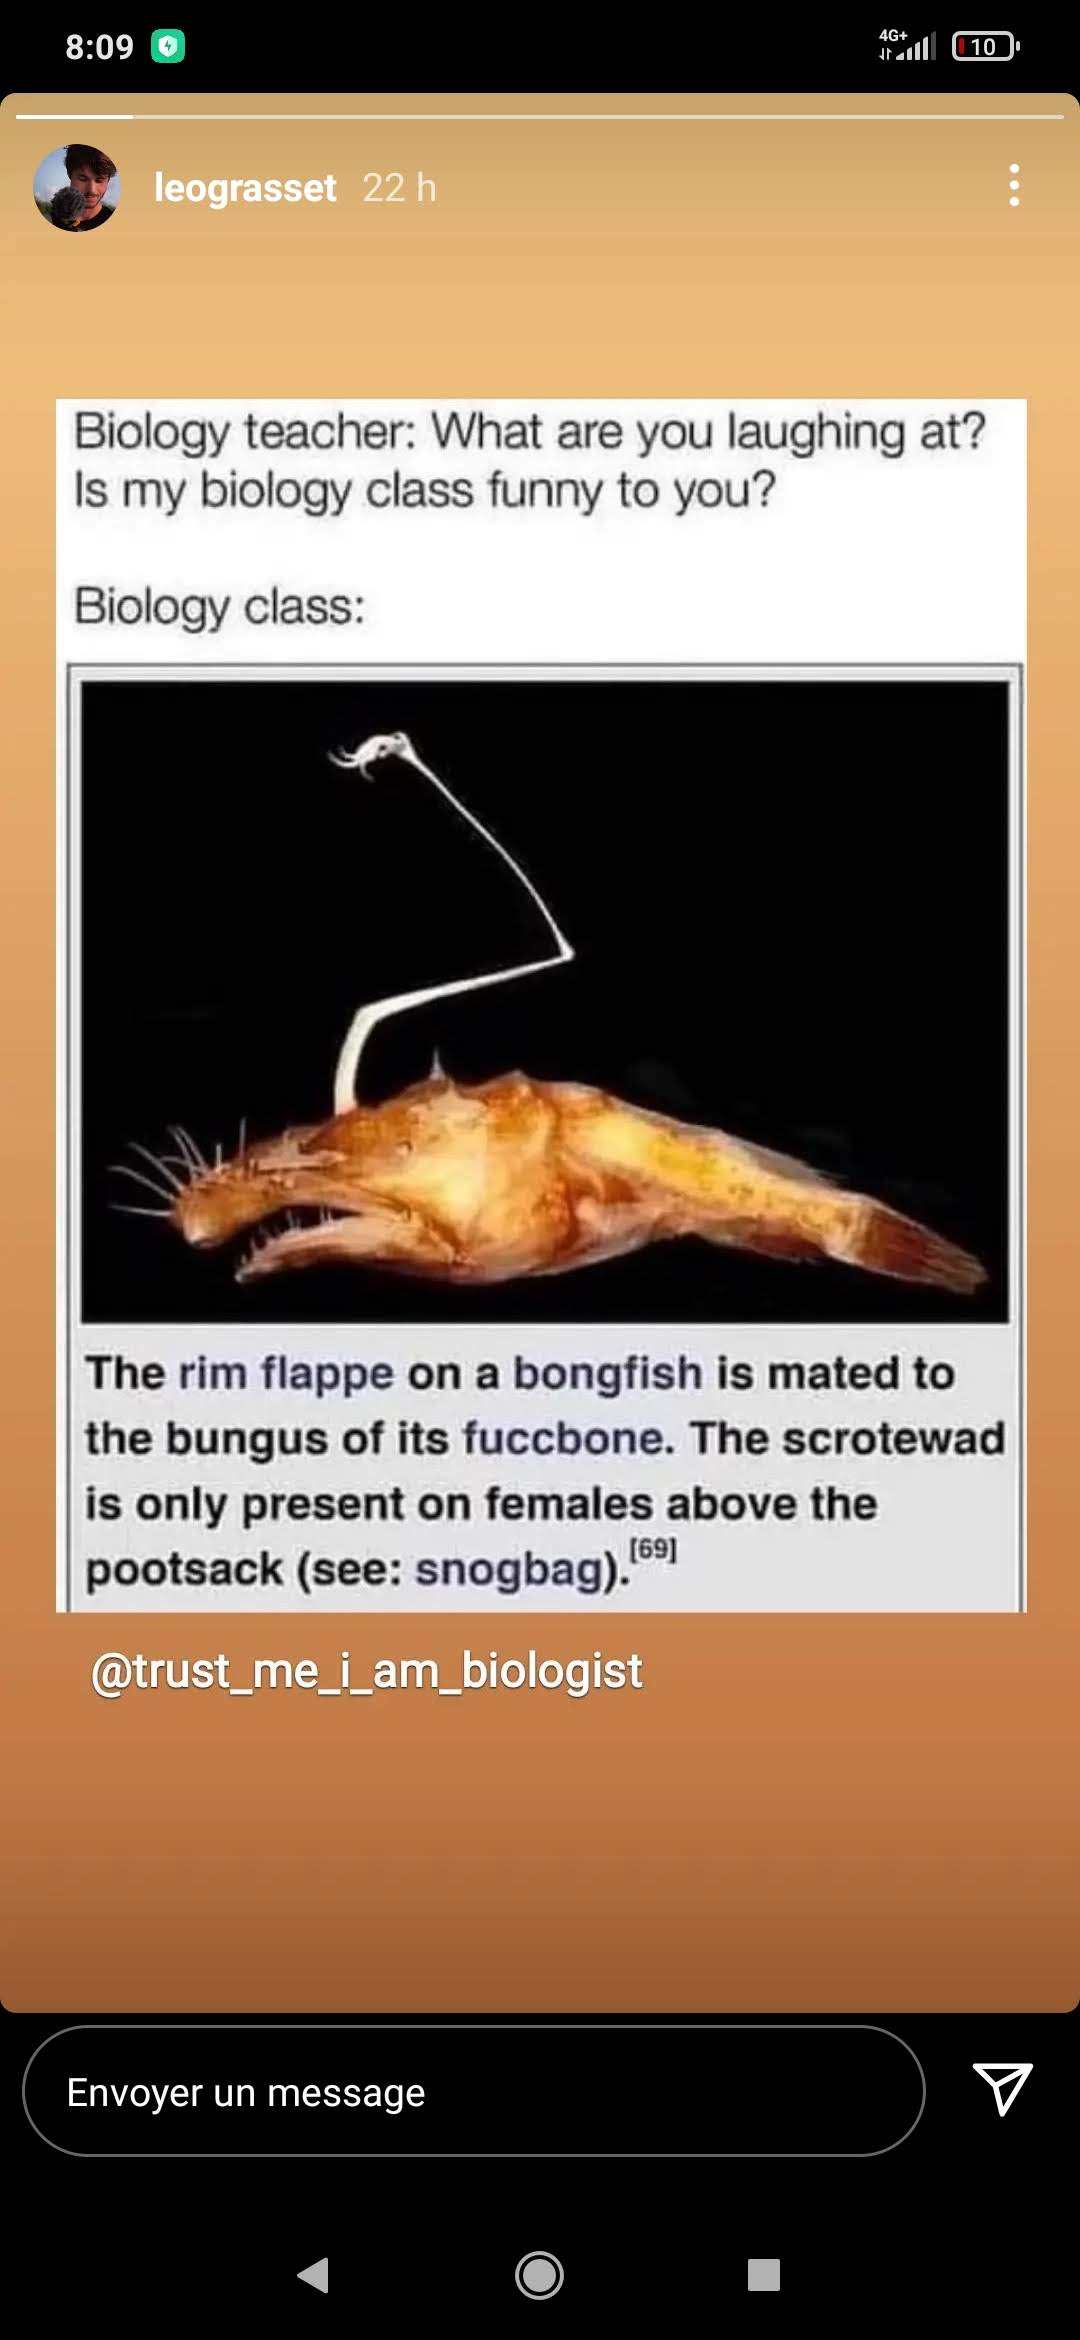 8:09
4G+
10
leograsset 22 h
Biology teacher: What are you laughing at?
Is my biology class funny to you?
Biology class:
The rim flappe on a bongfish is mated to
the bungus of its fuccbone. The scrotewad
is only present on females above the
pootsack (see: snogbag).[69]
@trust_me_i_am_biologist
Envoyer un message